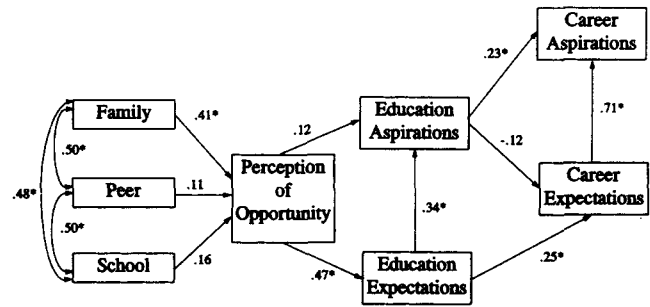 Career
Aspirations
.23*
Family
.41*
Education
Aspirations
.71*
.12
.50*
Perception
of
Opportunity
-.12
.48*
Peer
.11
Career
Expectations
.34*
.50*
.16
School
.47*
Education
Expectations
.25*